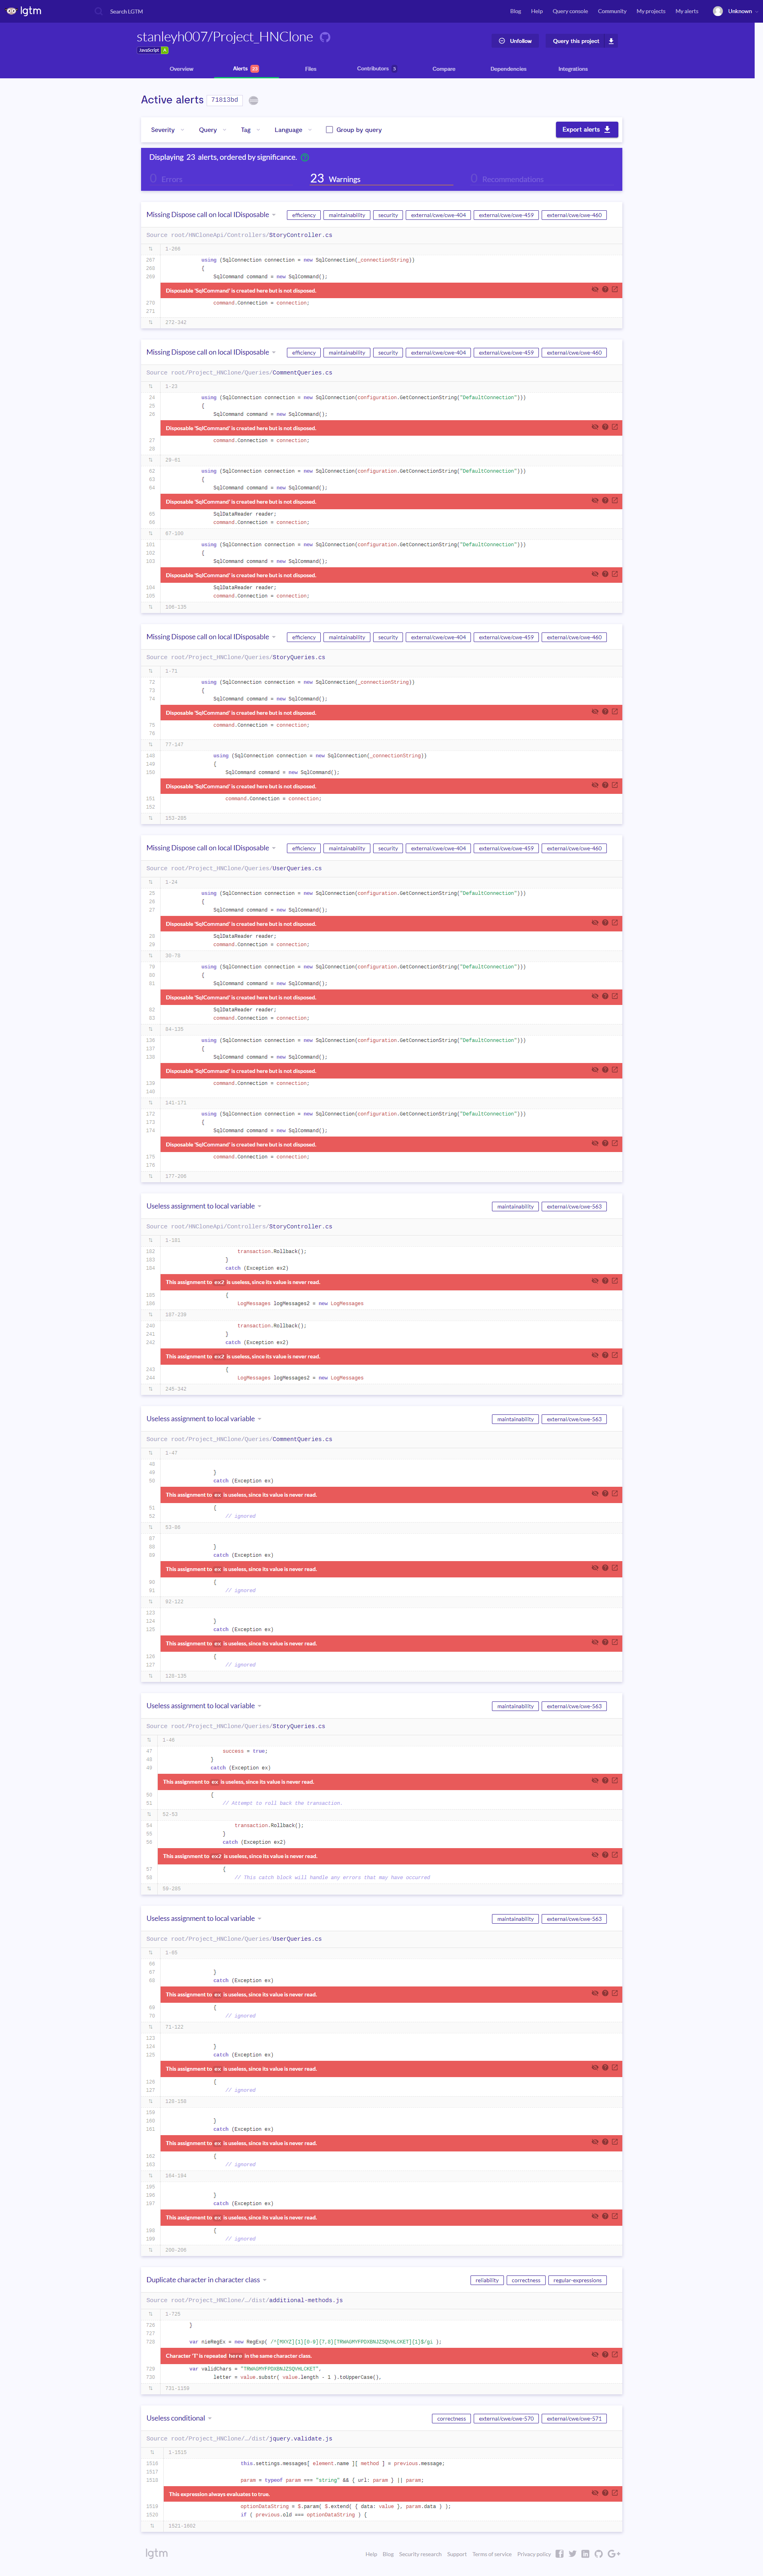 lgtm
Search LGTM
Blog Help Query console Community My projects My alerts Unknown
stanleyh007/Project_HNClone
JavaScript A
Unfollow Query this project
Overview Alerts 23 Files Contributors 3 Compare Dependencies Integrations
Active alerts 71813bd
Severity Query Tag Language Group by query Export alerts
Displaying 23 alerts, ordered by significance.
0 Errors 23 Warnings 0 Recommendations
Missing Dispose call on local IDisposable efficiency maintainability security external/cwe/cwe-404 external/cwe/cwe-459 external/cwe/cwe-460
Source root/HNCloneApi/Controllers/StoryController.cs
1-266
267 using (SqlConnection connection = new SqlConnection(_connectionString))
268 {
269 SqlCommand command = new SqlCommand();
Disposable 'SqlCommand' is created here but is not disposed.
270 command.Connection = connection;
271
272-342
Missing Dispose call on local IDisposable efficiency maintainability security external/cwe/cwe-404 external/cwe/cwe-459 external/cwe/cwe-460
Source root/Project_HNClone/Queries/CommentQueries.cs
1-23
24 using (SqlConnection connection = new SqlConnection(configuration.GetConnectionString("DefaultConnection")))
25 {
26 SqlCommand command = new SqlCommand();
Disposable 'SqlCommand' is created here but is not disposed.
27 command.Connection = connection;
28
29-61
62 using (SqlConnection connection = new SqlConnection(configuration.GetConnectionString("DefaultConnection")))
63 {
64 SqlCommand command = new SqlCommand();
Disposable 'SqlCommand' is created here but is not disposed.
65 SqlDataReader reader;
66 command.Connection = connection;
67-100
101 using (SqlConnection connection = new SqlConnection(configuration.GetConnectionString("DefaultConnection")))
102 {
103 SqlCommand command = new SqlCommand();
Disposable 'SqlCommand' is created here but is not disposed.
104 SqlDataReader reader;
105 command.Connection = connection;
106-135
Missing Dispose call on local IDisposable efficiency maintainability security external/cwe/cwe-404 external/cwe/cwe-459 external/cwe/cwe-460
Source root/Project_HNClone/Queries/StoryQueries.cs
1-71
72 using (SqlConnection connection = new SqlConnection(_connectionString))
73 {
74 SqlCommand command = new SqlCommand();
Disposable 'SqlCommand' is created here but is not disposed.
75 command.Connection = connection;
76
77-147
148 using (SqlConnection connection = new SqlConnection(_connectionString))
149 {
150 SqlCommand command = new SqlCommand();
Disposable 'SqlCommand' is created here but is not disposed.
151 command.Connection = connection;
152
153-205
Missing Dispose call on local IDisposable efficiency maintainability security external/cwe/cwe-404 external/cwe/cwe-459 external/cwe/cwe-460
Source root/Project_HNClone/Queries/UserQueries.cs
1-24
25 using (SqlConnection connection = new SqlConnection(configuration.GetConnectionString("DefaultConnection")))
26 {
27 SqlCommand command = new SqlCommand();
Disposable 'SqlCommand' is created here but is not disposed.
28 SqlDataReader reader;
29 command.Connection = connection;
30-78
79 using (SqlConnection connection = new SqlConnection(configuration.GetConnectionString("DefaultConnection")))
80 {
81 SqlCommand command = new SqlCommand();
Disposable 'SqlCommand' is created here but is not disposed.
82 SqlDataReader reader;
83 command.Connection = connection;
84-135
136 using (SqlConnection connection = new SqlConnection(configuration.GetConnectionString("DefaultConnection")))
137 {
138 SqlCommand command = new SqlCommand();
Disposable 'SqlCommand' is created here but is not disposed.
139 command.Connection = connection;
140
141-171
172 using (SqlConnection connection = new SqlConnection(configuration.GetConnectionString("DefaultConnection")))
173 {
174 SqlCommand command = new SqlCommand();
Disposable 'SqlCommand' is created here but is not disposed.
175 command.Connection = connection;
176
177-206
Useless assignment to local variable maintainability external/cwe/cwe-563
Source root/HNCloneApi/Controllers/StoryController.cs
1-181
182 transaction.Rollback();
183 }
184 catch (Exception ex2)
This assignment to ex2 is useless, since its value is never read.
185 {
186 LogMessages logMessages2 = new LogMessages
187-239
240 transaction.Rollback();
241 }
242 catch (Exception ex2)
This assignment to ex2 is useless, since its value is never read.
243 {
244 LogMessages logMessages2 = new LogMessages
245-342
Useless assignment to local variable maintainability external/cwe/cwe-563
Source root/Project_HNClone/Queries/CommentQueries.cs
1-47
48
49 }
50 catch (Exception ex)
This assignment to ex is useless, since its value is never read.
51 {
52 // ignored
53-86
87
88 }
89 catch (Exception ex)
This assignment to ex is useless, since its value is never read.
90 {
91 // ignored
92-122
123
124 }
125 catch (Exception ex)
This assignment to ex is useless, since its value is never read.
126 {
127 // ignored
128-135
Useless assignment to local variable maintainability external/cwe/cwe-563
Source root/Project_HNClone/Queries/StoryQueries.cs
1-46
47 success = true;
48 }
49 catch (Exception ex)
This assignment to ex is useless, since its value is never read.
50 {
51 // Attempt to roll back the transaction.
52-53
54 transaction.Rollback();
55 }
56 catch (Exception ex2)
This assignment to ex2 is useless, since its value is never read.
57 {
58 // This catch block will handle any errors that may have occurred
59-205
Useless assignment to local variable maintainability external/cwe/cwe-563
Source root/Project_HNClone/Queries/UserQueries.cs
1-65
66
67 }
68 catch (Exception ex)
This assignment to ex is useless, since its value is never read.
69 {
70 // ignored
71-122
123
124 }
125 catch (Exception ex)
This assignment to ex is useless, since its value is never read.
126 {
127 // ignored
128-158
159
160 }
161 catch (Exception ex)
This assignment to ex is useless, since its value is never read.
162 {
163 // ignored
164-194
195
196 }
197 catch (Exception ex)
This assignment to ex is useless, since its value is never read.
198 {
199 // ignored
200-206
Duplicate character in character class reliability correctness regular-expressions
Source root/Project_HNClone/…/dist/additional-methods.js
1-725
726 }
727
728 var nieRegEx = new RegExp( /^[MXYZ]{1}[0-9]{7,8}[TRWAGMYFPDXBNJZSQVHLCKET]{1}$/gi );
Character 'T' is repeated here in the same character class.
729 var validChars = "TRWAGMYFPDXBNJZSQVHLCKET",
730 letter = value.substr( value.length - 1 ).toUpperCase(),
731-1158
Useless conditional correctness external/cwe/cwe-570 external/cwe/cwe-571
Source root/Project_HNClone/…/dist/jquery.validate.js
1-1515
1516 this.settings.messages[ element.name ][ method ] = previous.message;
1517
1518 param = typeof param === "string" && { url: param } || param;
This expression always evaluates to true.
1519 optionDataString = $.param( $.extend( { data: value }, param.data ) );
1520 if ( previous.old === optionDataString ) {
lgtm
Help Blog Security research Support Terms of service Privacy policy